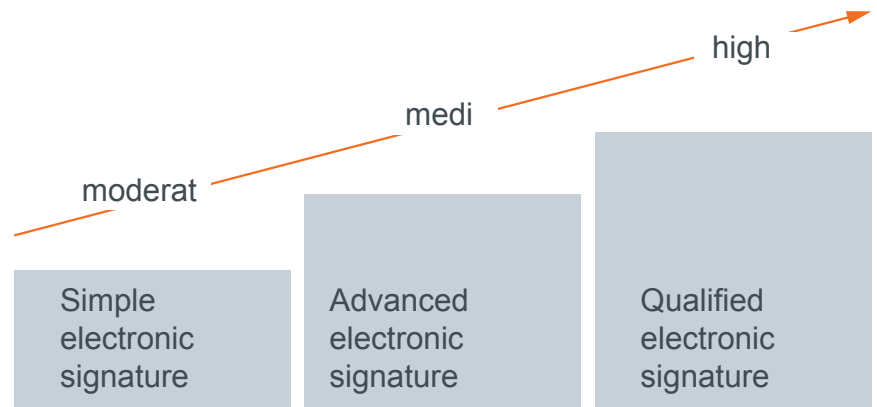 high
medi
moderat
Simple
electronic
signature
Advanced
electronic
signature
Qualified
electronic
signature